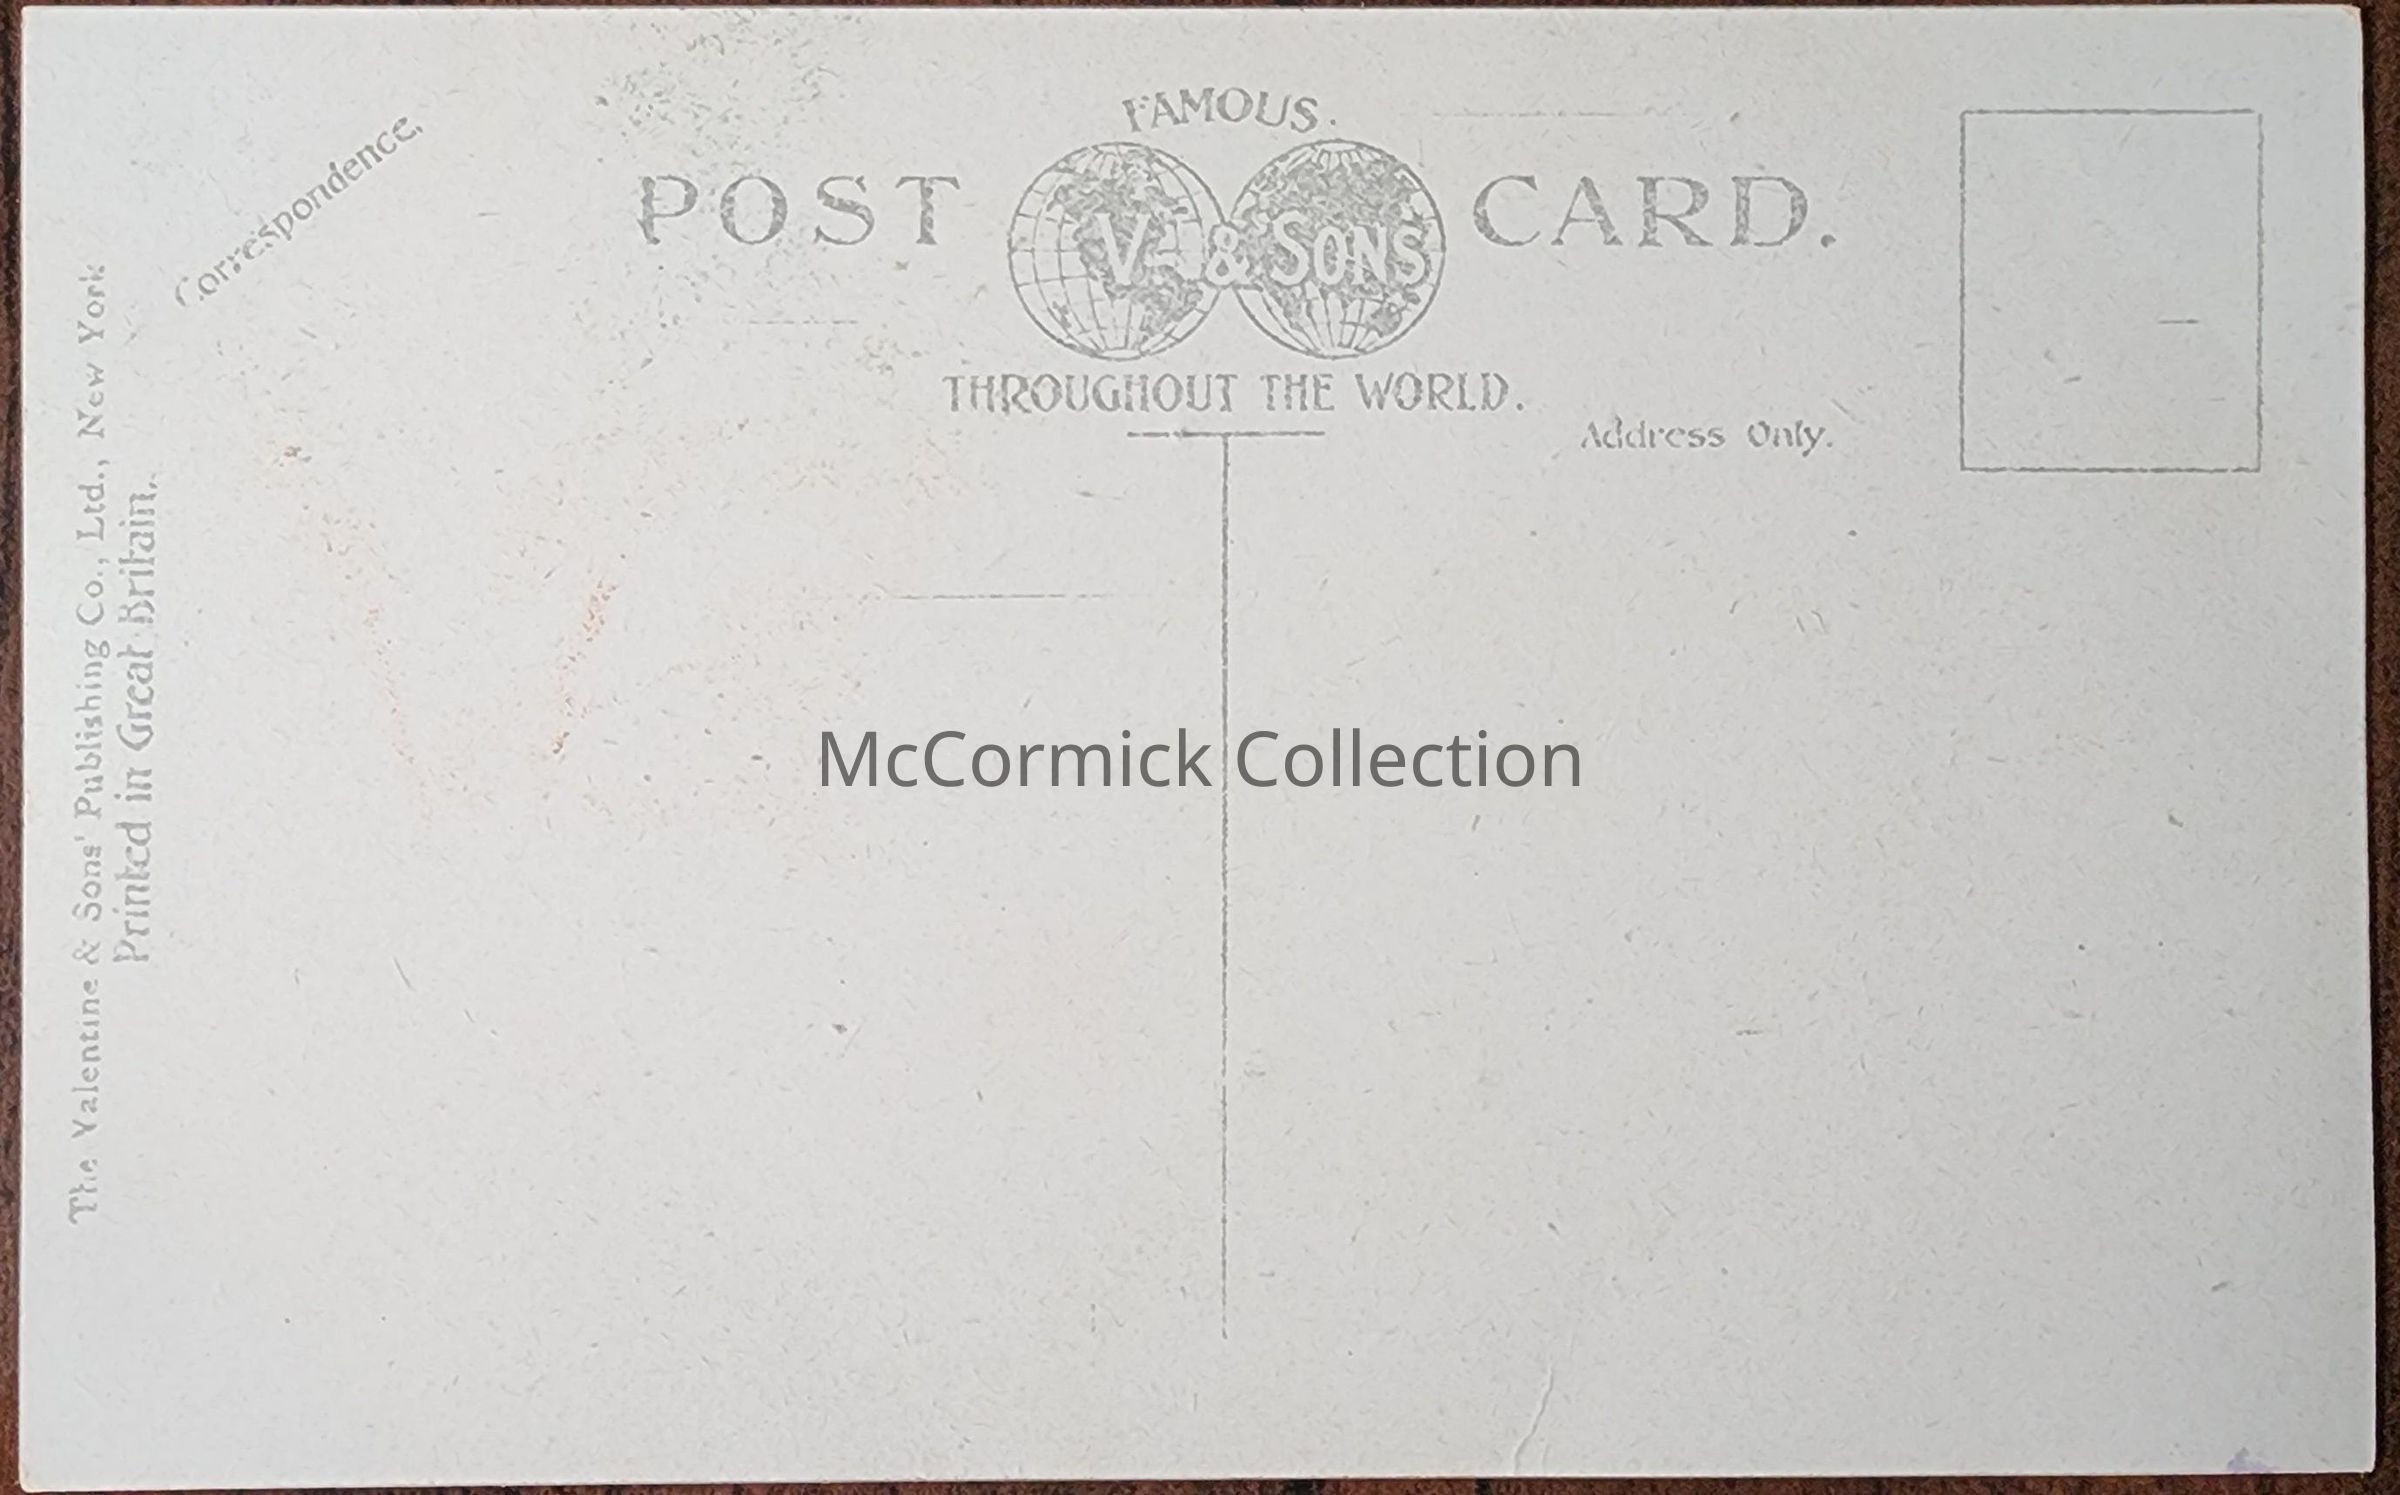 FAMOUS.
POST CARD.
V & SONS
THROUGHOUT THE WORLD.
Correspondence.
Address Only.
The Valentine & Sons' Publishing Co., Ltd., New York
Printed in Great Britain.
McCormick Collection